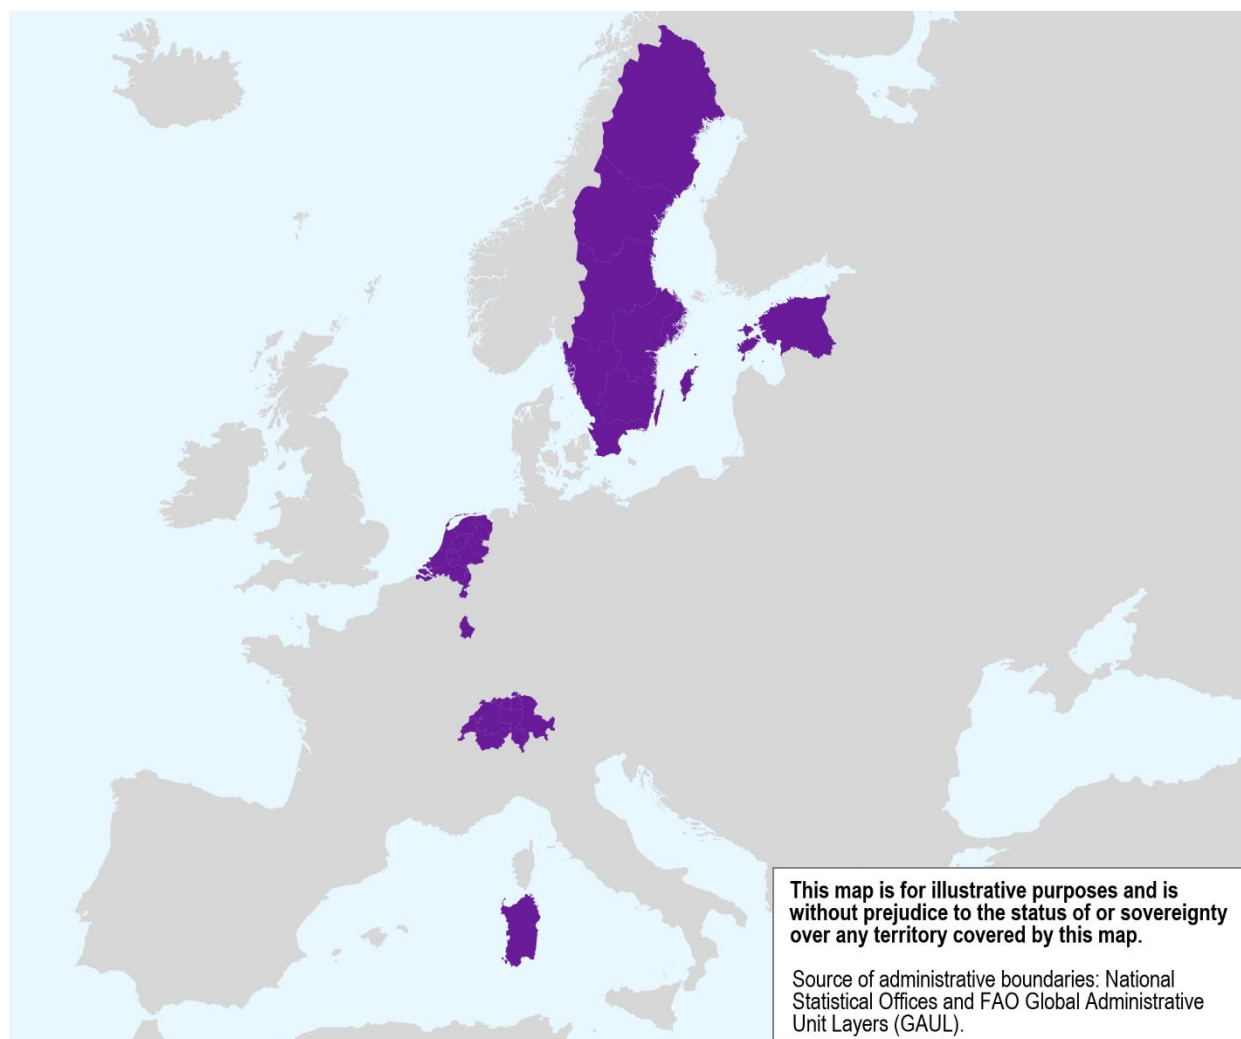 This map is for illustrative purposes and is
without prejudice to the status of or sovereignty
over any territory covered by this map.
Source of administrative boundaries: National
Statistical Offices and FAO Global Administrative
Unit Layers (GAUL).